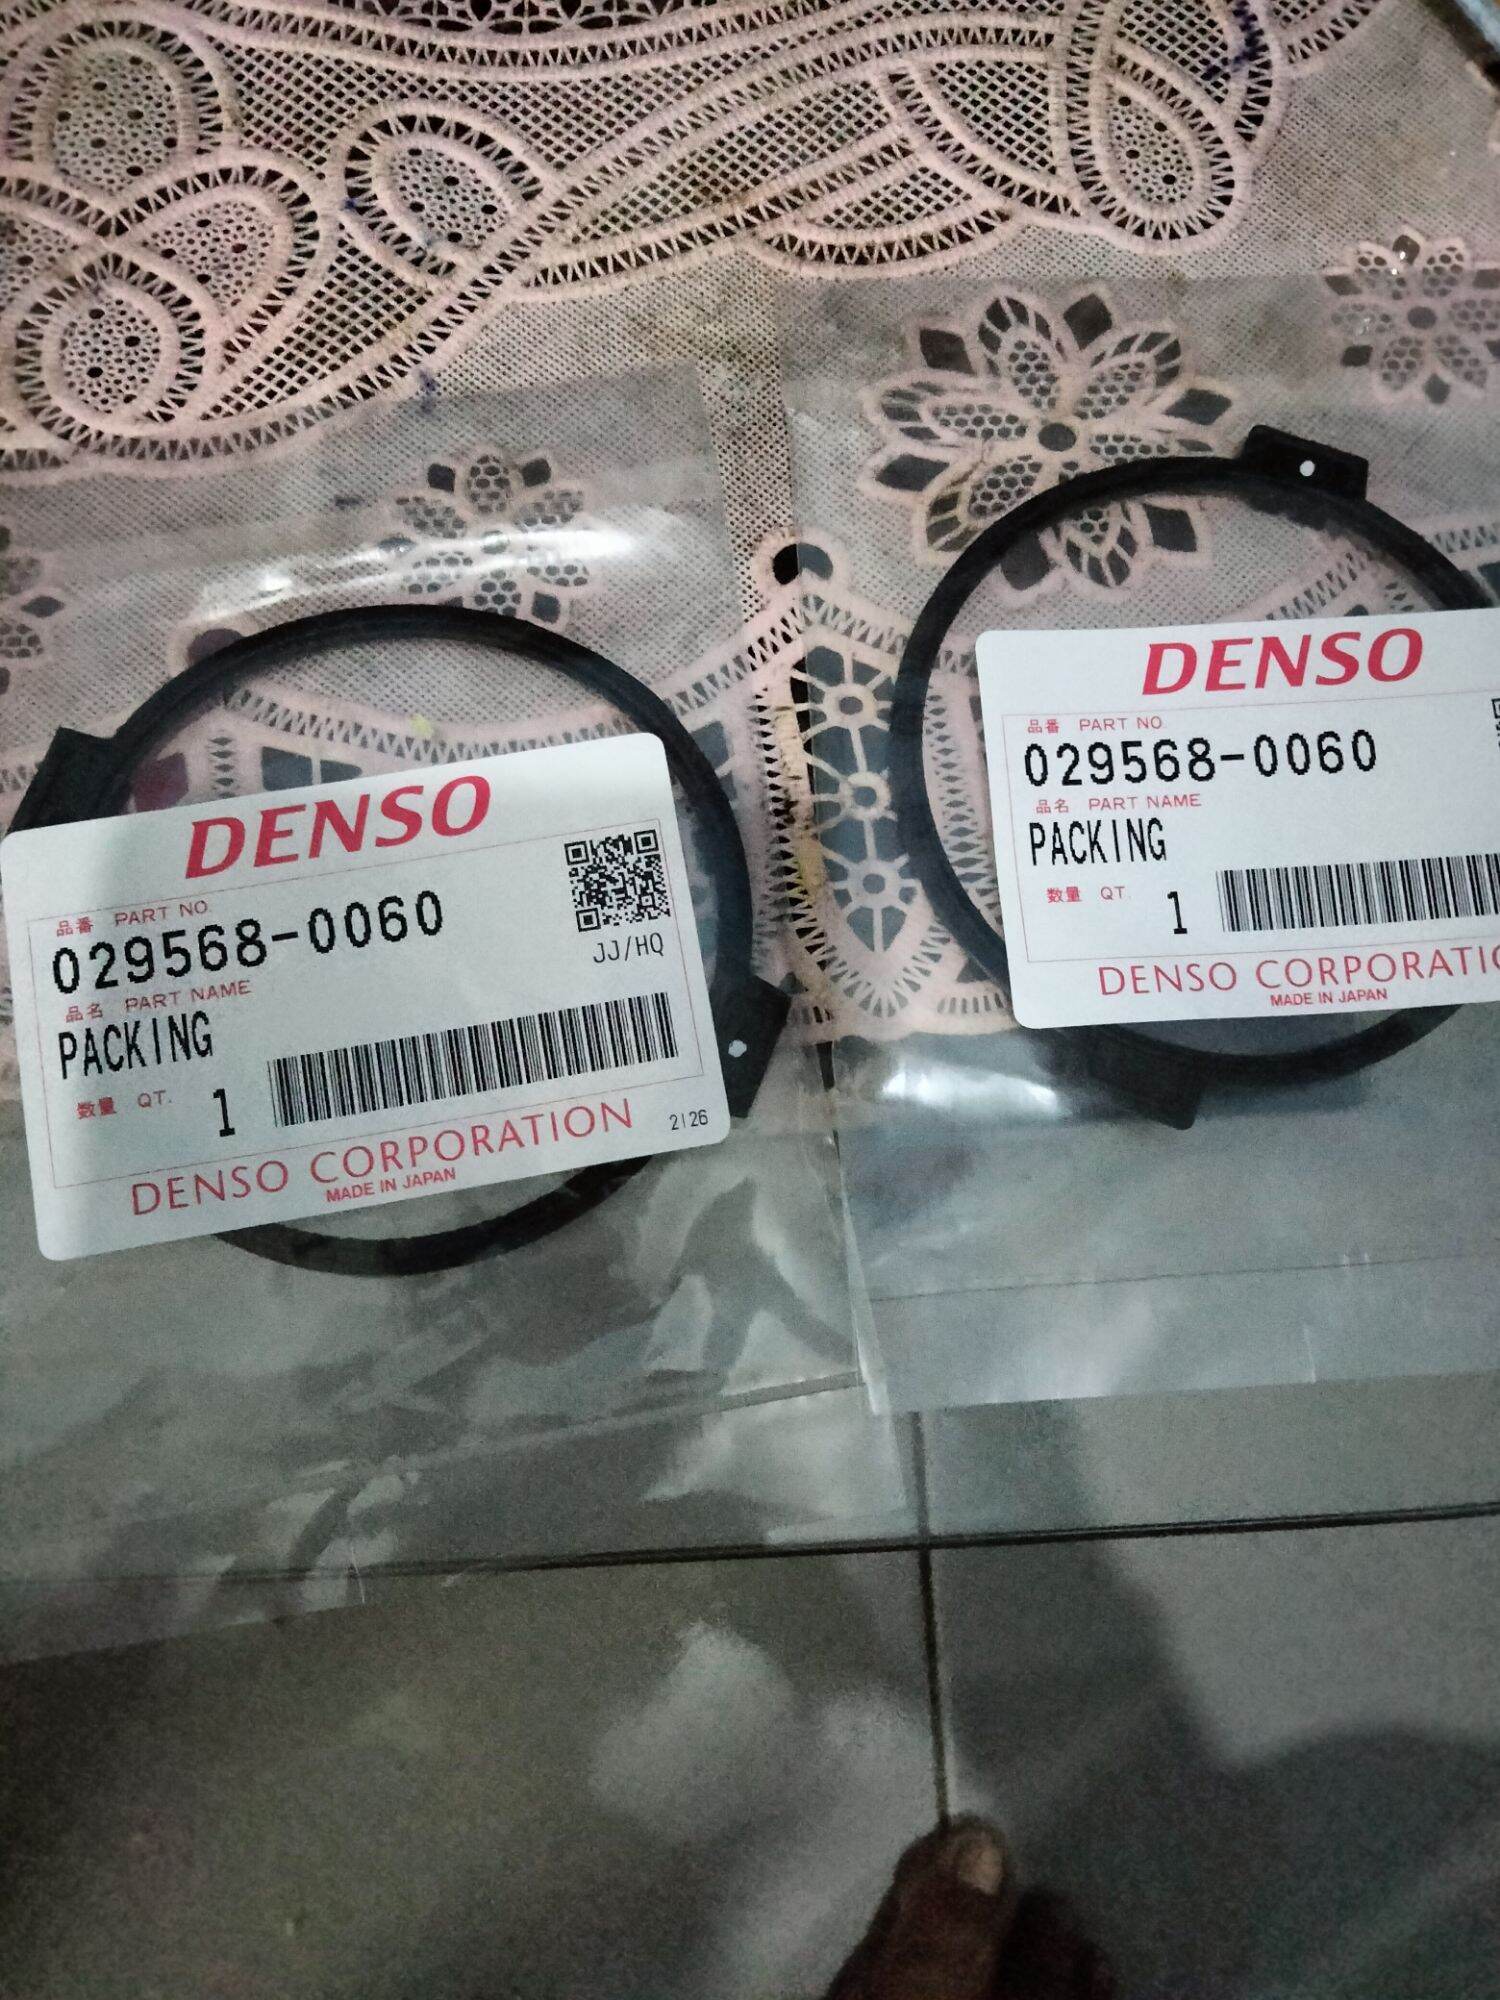 DENSO
品番 PART NO.
029568-0060
JJ/HQ
品名 PART NAME
PACKING
数量 QT. 1
DENSO CORPORATION 2126
MADE IN JAPAN
DENSO
品番 PART NO.
029568-0060
品名 PART NAME
PACKING
数量 QT. 1
DENSO CORPORATIO
MADE IN JAPAN